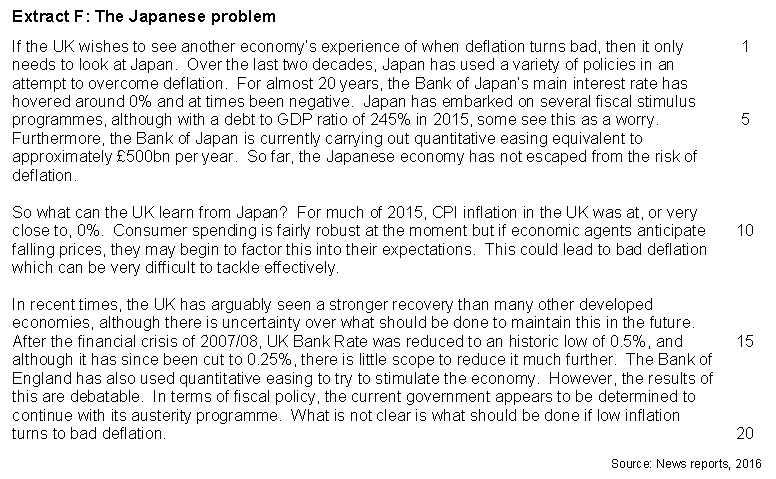 Extract F: The Japanese problem
If the UK wishes to see another economy's experience of when deflation turns bad, then it only 1
needs to look at Japan. Over the last two decades, Japan has used a variety of policies in an
attempt to overcome deflation. For almost 20 years, the Bank of Japan's main interest rate has
hovered around 0% and at times been negative. Japan has embarked on several fiscal stimulus
programmes, although with a debt to GDP ratio of 245% in 2015, some see this as a worry. 5
Furthermore, the Bank of Japan is currently carrying out quantitative easing equivalent to
approximately £500bn per year. So far, the Japanese economy has not escaped from the risk of
deflation.
So what can the UK learn from Japan? For much of 2015, CPI inflation in the UK was at, or very
close to, 0%. Consumer spending is fairly robust at the moment but if economic agents anticipate 10
falling prices, they may begin to factor this into their expectations. This could lead to bad deflation
which can be very difficult to tackle effectively.
In recent times, the UK has arguably seen a stronger recovery than many other developed
economies, although there is uncertainty over what should be done to maintain this in the future.
After the financial crisis of 2007/08, UK Bank Rate was reduced to an historic low of 0.5%, and 15
although it has since been cut to 0.25%, there is little scope to reduce it much further. The Bank of
England has also used quantitative easing to try to stimulate the economy. However, the results of
this are debatable. In terms of fiscal policy, the current government appears to be determined to
continue with its austerity programme. What is not clear is what should be done if low inflation
turns to bad deflation. 20
Source: News reports, 2016